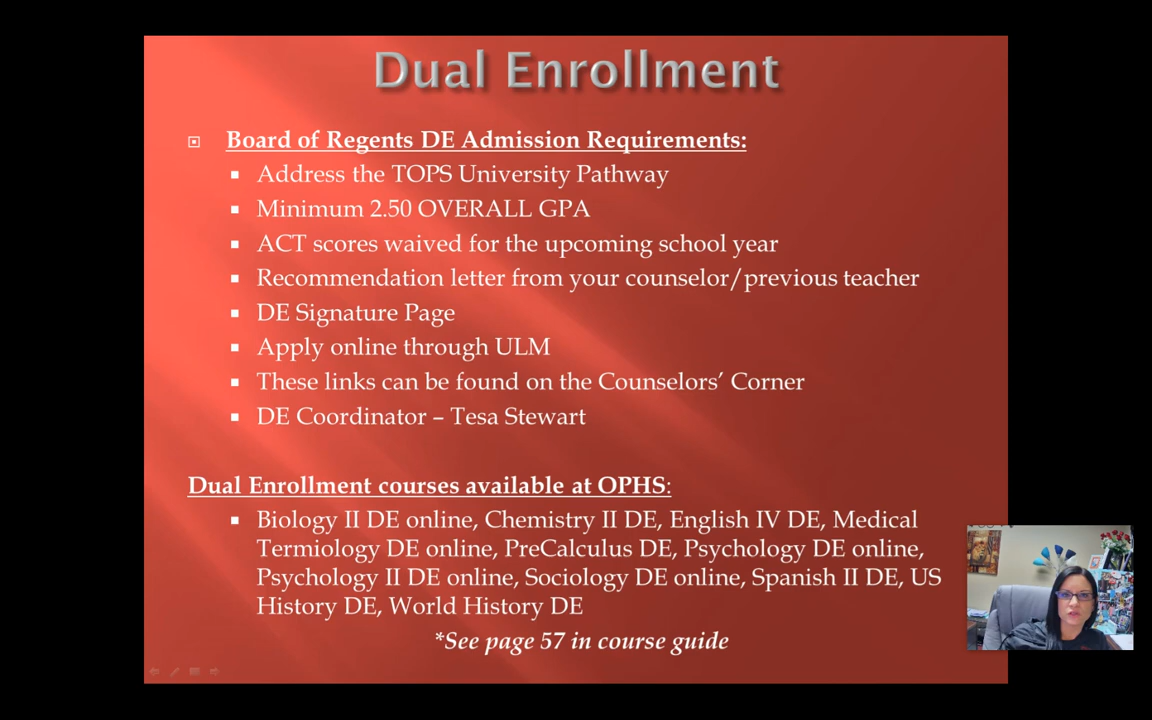 Dual Enrollment
Board of Regents DE Admission Requirements:
Address the TOPS University Pathway
Minimum 2.50 OVERALL GPA
ACT scores waived for the upcoming school year
Recommendation letter from your counselor/previous teacher
DE Signature Page
Apply online through ULM
These links can be found on the Counselors’ Corner
DE Coordinator – Tesa Stewart
Dual Enrollment courses available at OPHS:
Biology II DE online, Chemistry II DE, English IV DE, Medical
Termiology DE online, PreCalculus DE, Psychology DE online,
Psychology II DE online, Sociology DE online, Spanish II DE, US
History DE, World History DE
*See page 57 in course guide